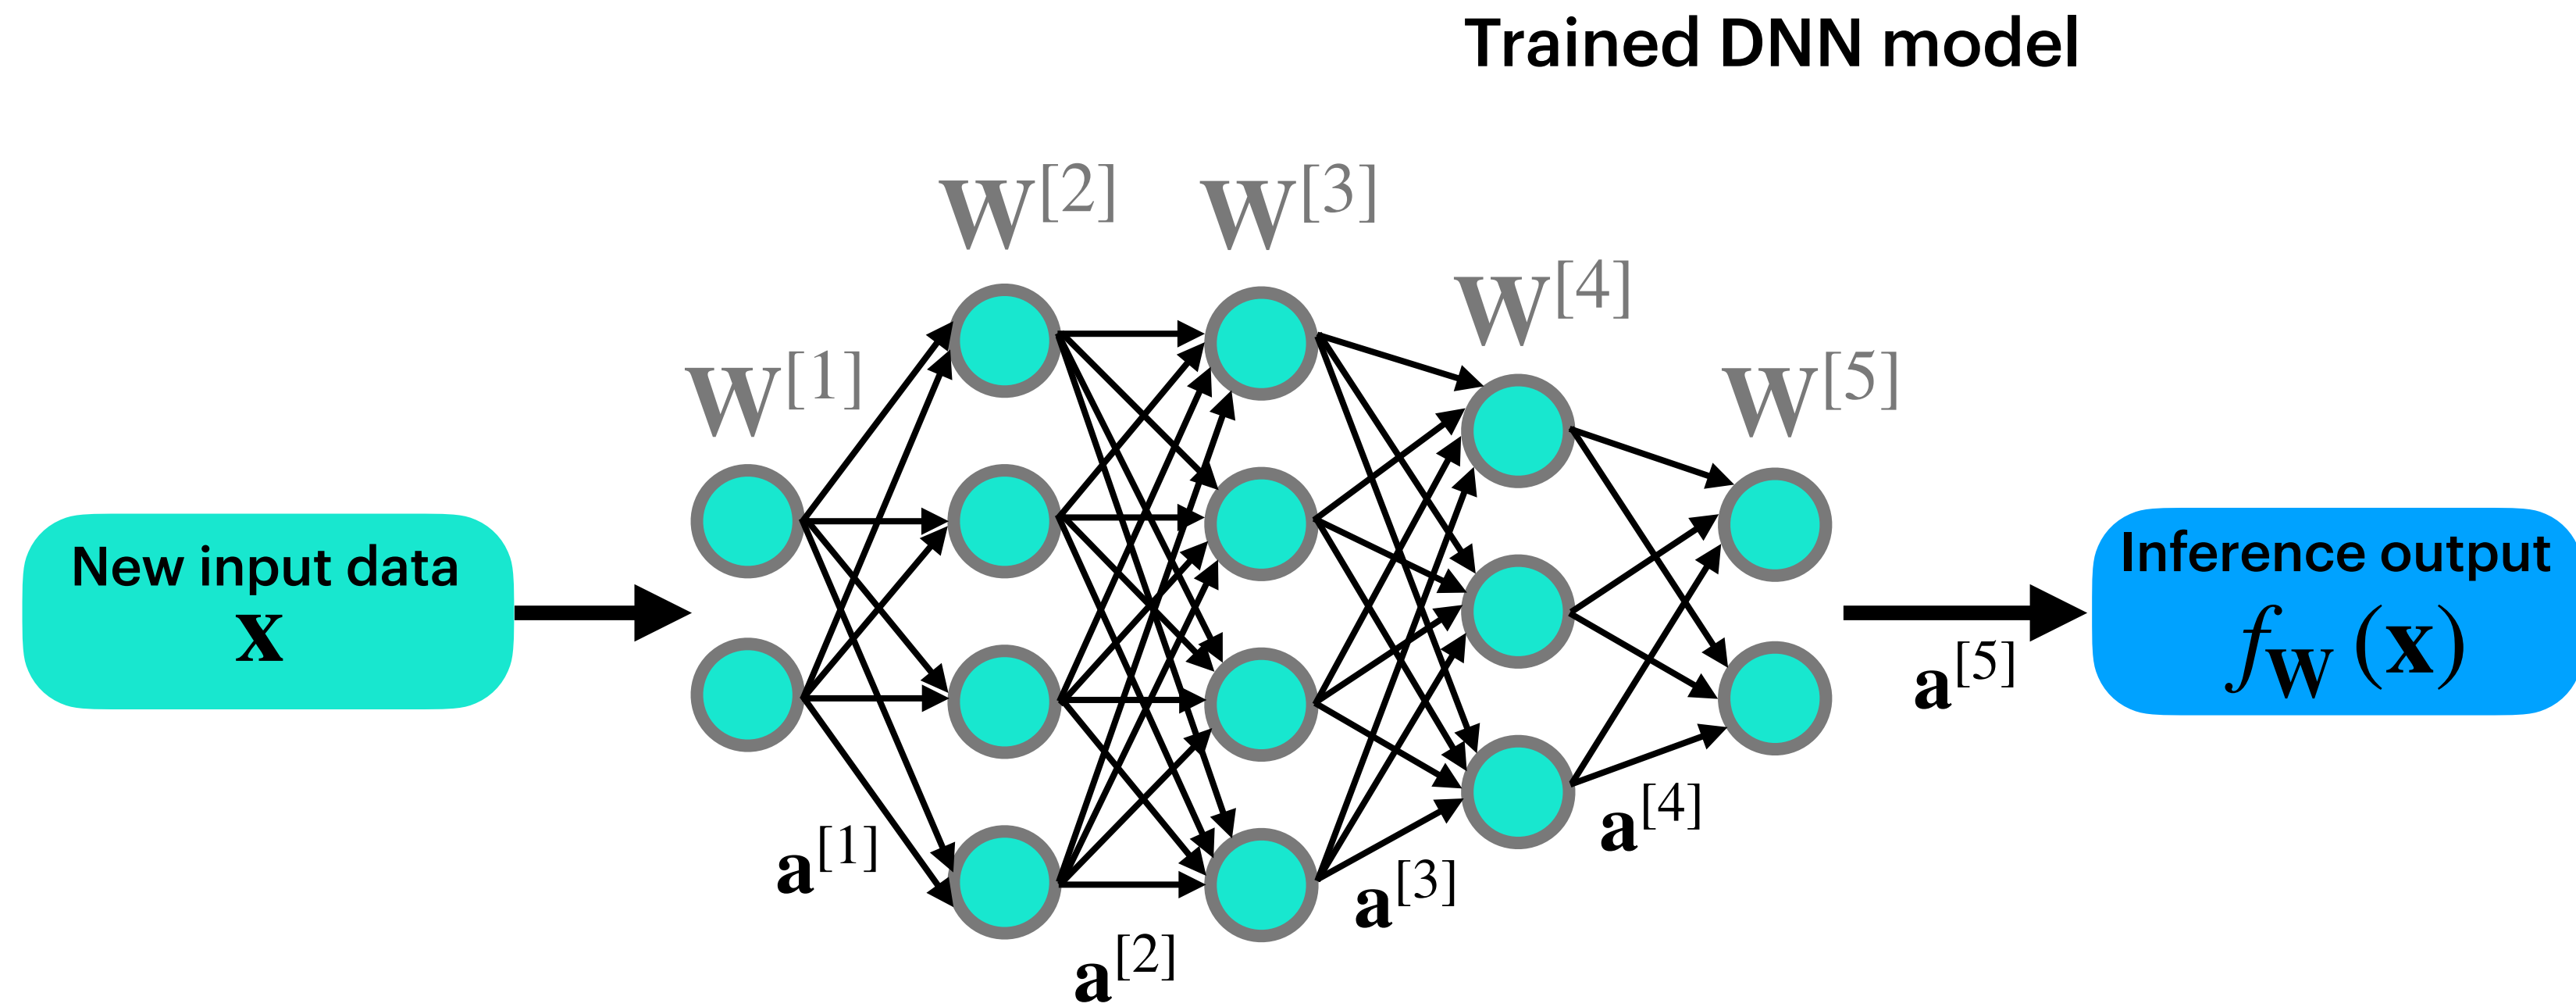 Trained DNN model
W[2]
W[3]
W[4]
W[1]
W[5]
New input data
x
Inference output
fW (x)
a[5]
a[4]
a[1]
a[3]
a[2]